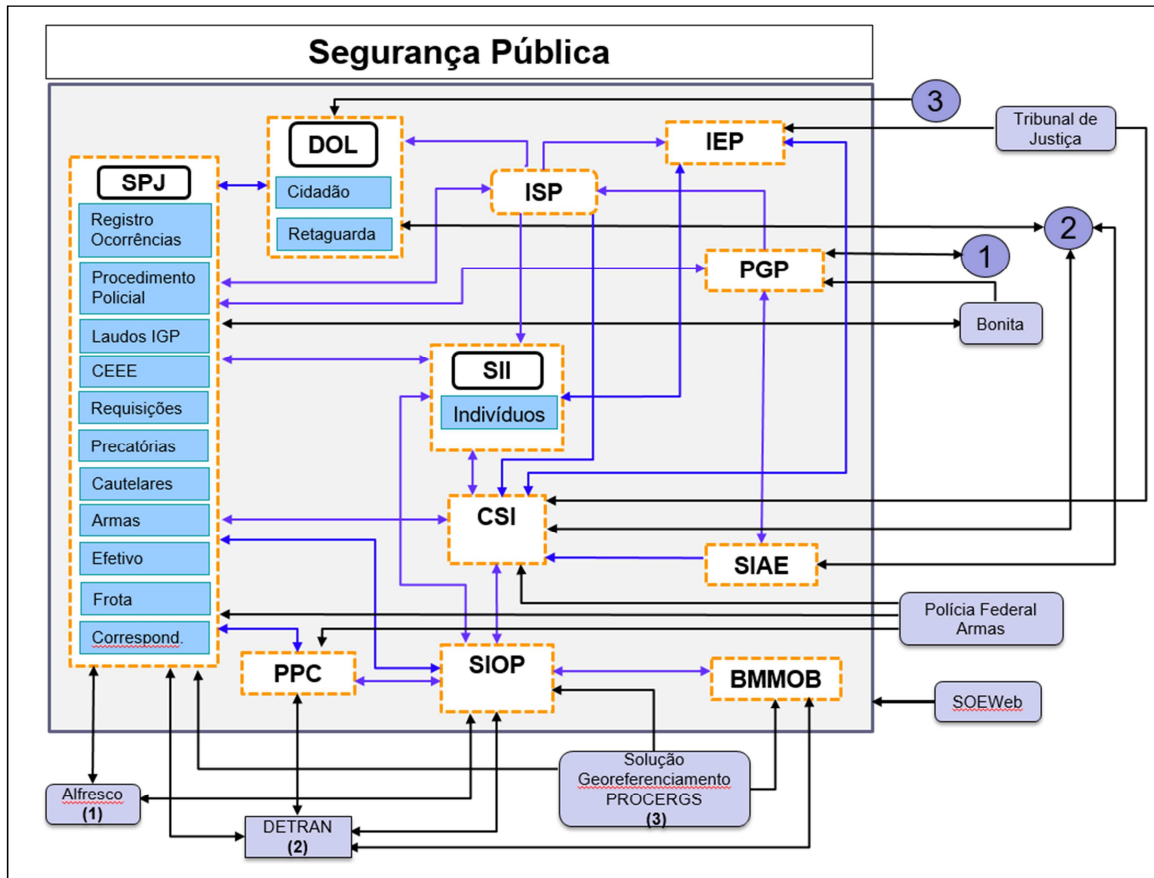 Segurança Pública
3
Tribunal de
Justiça
DOL
Cidadão
Retaguarda
IEP
ISP
SPJ
Registro
Ocorrências
Procedimento
Policial
Laudos IGP
CEEE
Requisições
Precatórias
Cautelares
Armas
Efetivo
Frota
Correspond.
2
1
PGP
Bonita
SII
Indivíduos
CSI
SIAE
Polícia Federal
Armas
PPC
SIOP
BMMOB
SOEWeb
Alfresco
(1)
DETRAN
(2)
Solução
Georeferenciamento
PROCERGS
(3)